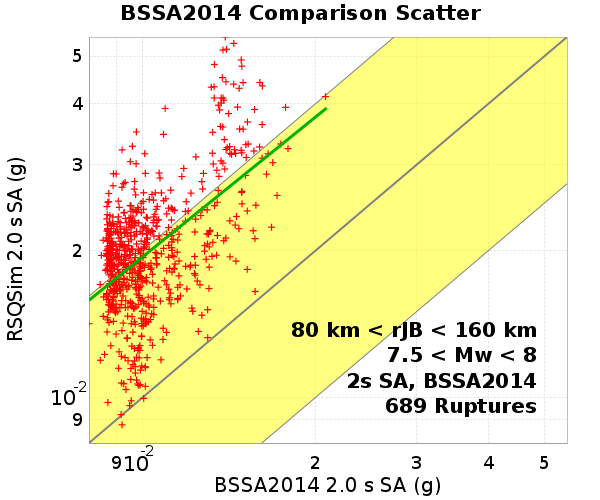 BSSA2014 Comparison Scatter
RSQSim 2.0 s SA (g)
5
4
3
2
10-2
9
80 km < rJB < 160 km
7.5 < Mw < 8
2s SA, BSSA2014
689 Ruptures
9 10-2 2 3 4 5
BSSA2014 2.0 s SA (g)